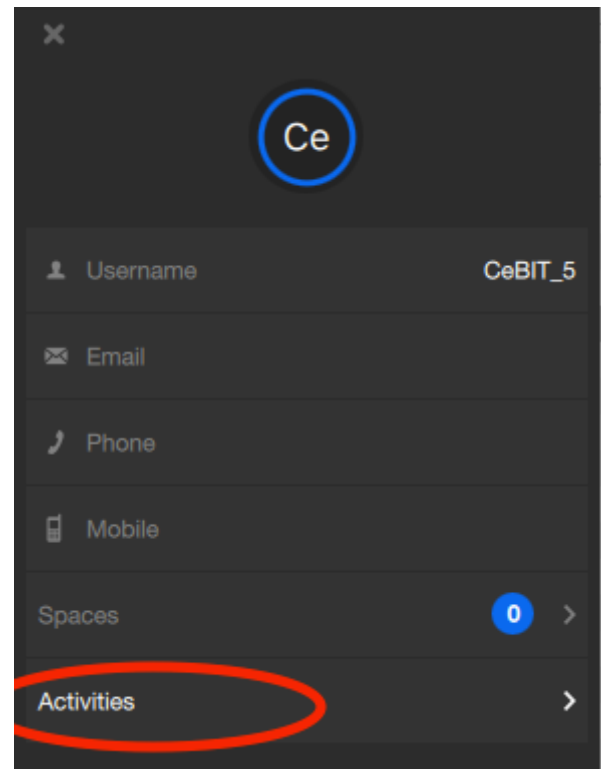 Ce
Username CeBIT_5
Email
Phone
Mobile
Spaces 0
Activities